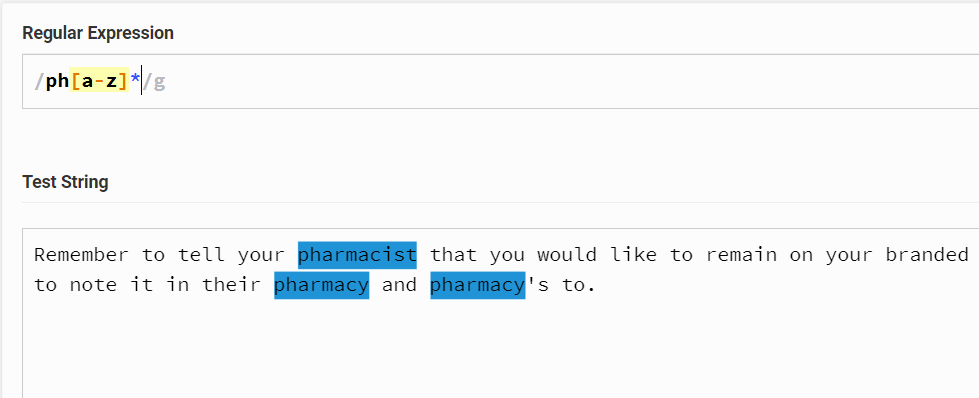 Regular Expression
/ph[a-z]*/g
Test String
Remember to tell your pharmacist that you would like to remain on your branded
to note it in their pharmacy and pharmacy's to.